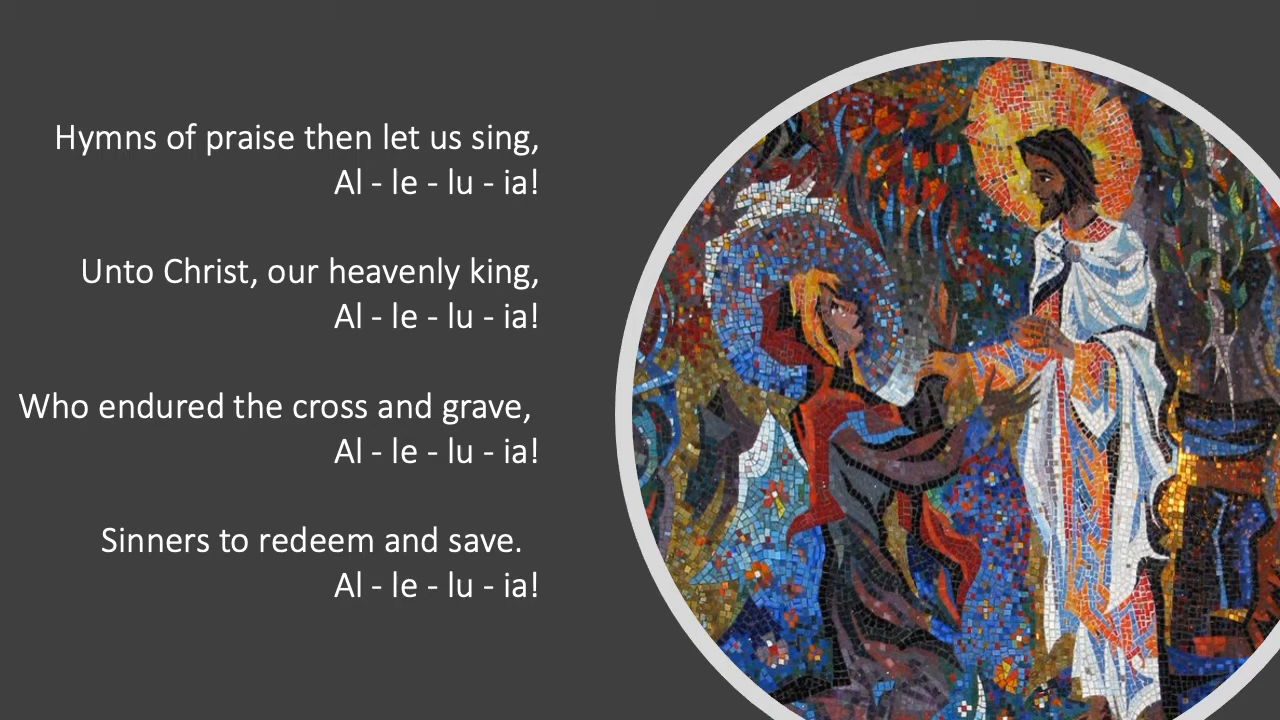 Hymns of praise then let us sing,
Al - le - lu - ia!
Unto Christ, our heavenly king,
Al - le - lu - ia!
Who endured the cross and grave,
Al - le - lu - ia!
Sinners to redeem and save.
Al - le - lu - ia!